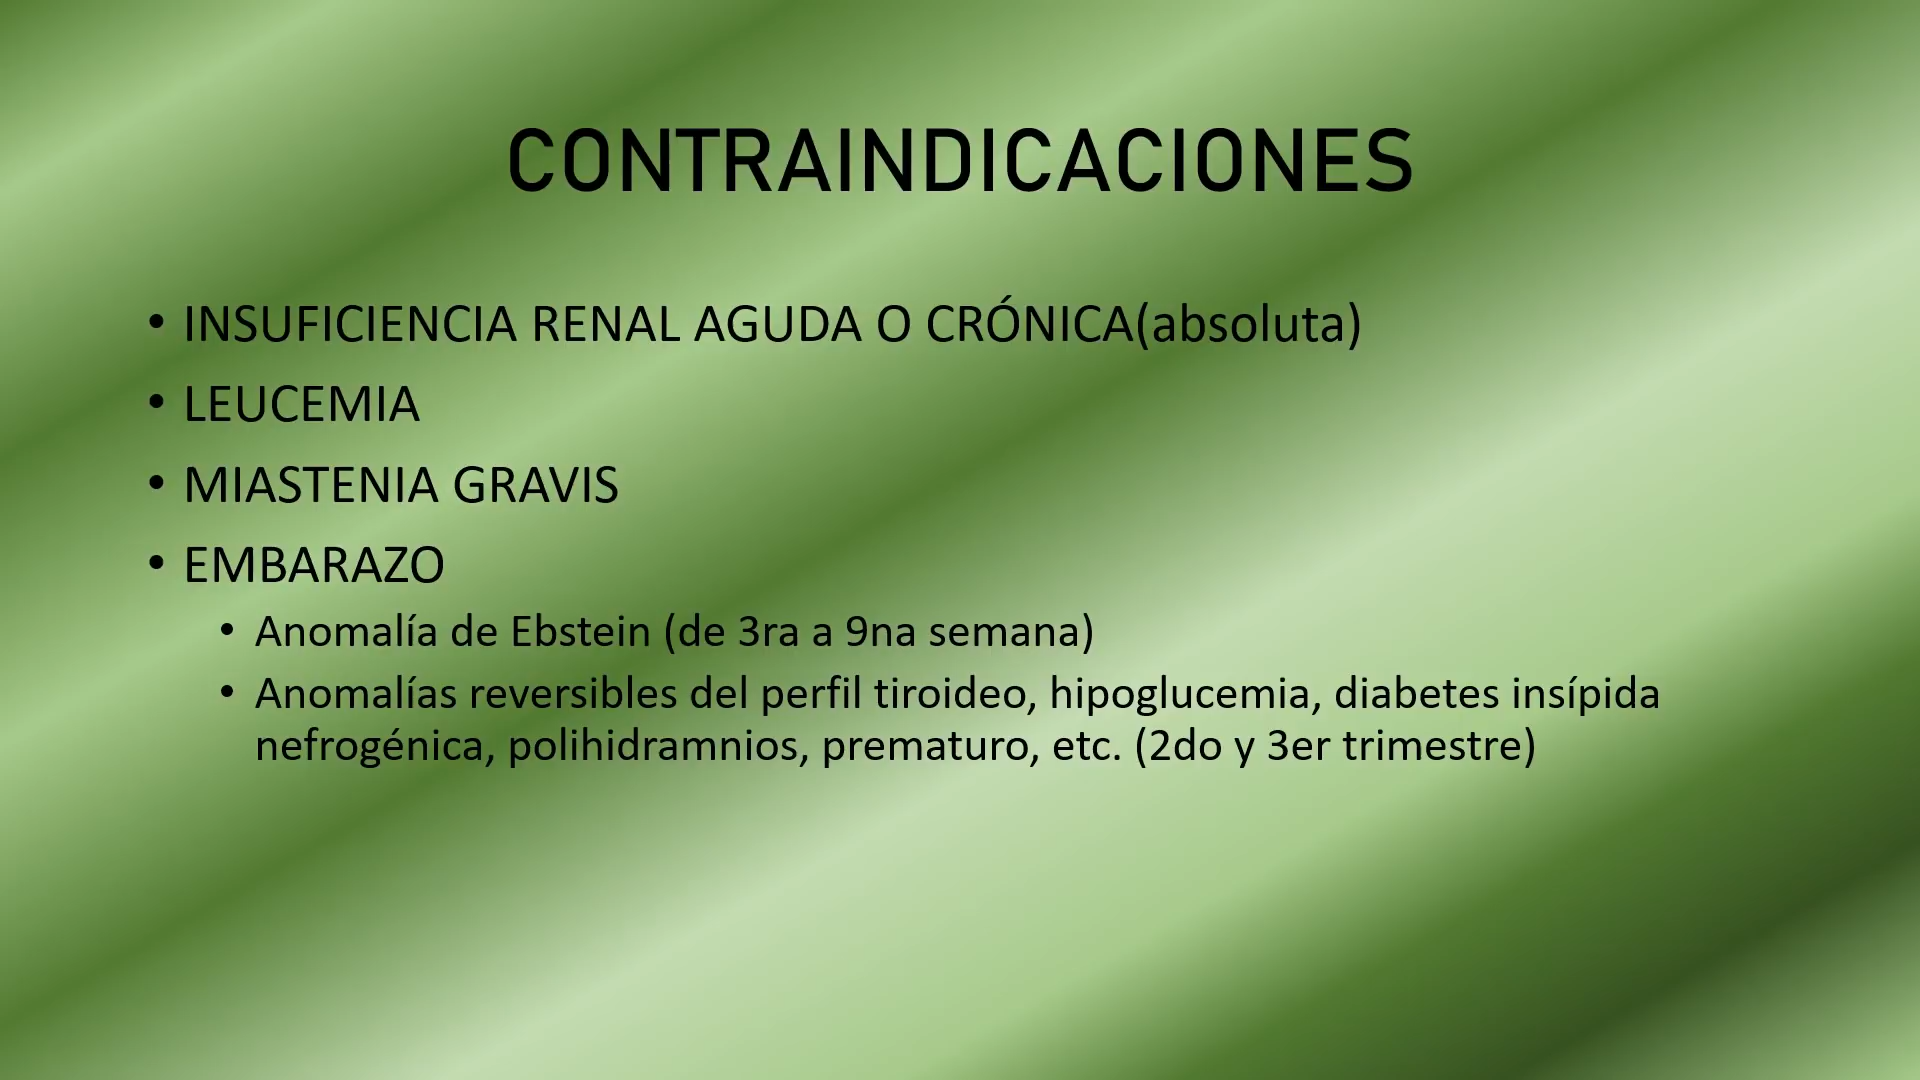 CONTRAINDICACIONES
• INSUFICIENCIA RENAL AGUDA O CRÓNICA(absoluta)
• LEUCEMIA
• MIASTENIA GRAVIS
• EMBARAZO
• Anomalía de Ebstein (de 3ra a 9na semana)
• Anomalías reversibles del perfil tiroideo, hipoglucemia, diabetes insípida
nefrogénica, polihidramnios, prematuro, etc. (2do y 3er trimestre)